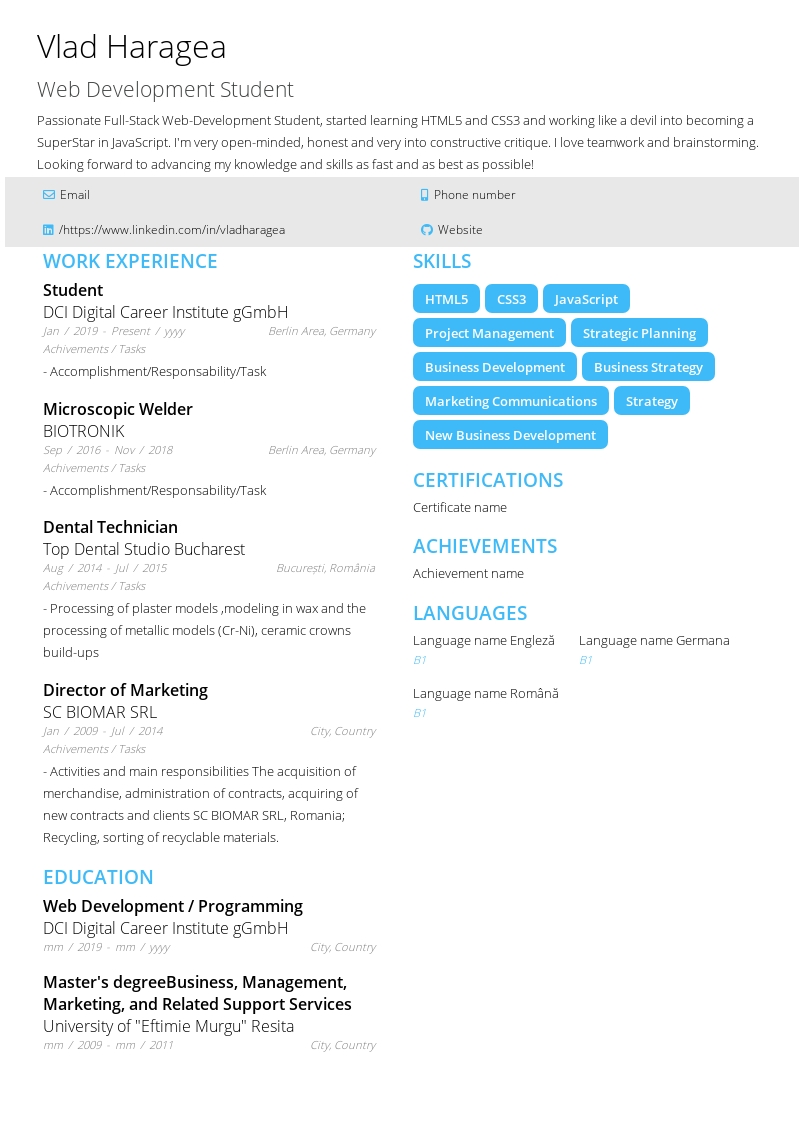 Vlad Haragea
Web Development Student
Passionate Full-Stack Web-Development Student, started learning HTML5 and CSS3 and working like a devil into becoming a
SuperStar in JavaScript. I'm very open-minded, honest and very into constructive critique. I love teamwork and brainstorming.
Looking forward to advancing my knowledge and skills as fast and as best as possible!
Email
Phone number
/https://www.linkedin.com/in/vladharagea
Website
WORK EXPERIENCE
Student
DCI Digital Career Institute gGmbH
Jan / 2019 - Present / yyyy
Berlin Area, Germany
Achivements / Tasks
- Accomplishment/Responsability/Task
Microscopic Welder
BIOTRONIK
Sep / 2016 - Nov / 2018
Berlin Area, Germany
Achivements / Tasks
- Accomplishment/Responsability/Task
Dental Technician
Top Dental Studio Bucharest
Aug / 2014 - Jul / 2015
București, România
Achivements / Tasks
- Processing of plaster models ,modeling in wax and the
processing of metallic models (Cr-Ni), ceramic crowns
build-ups
Director of Marketing
SC BIOMAR SRL
Jan / 2009 - Jul / 2014
City, Country
Achivements / Tasks
- Activities and main responsibilities The acquisition of
merchandise, administration of contracts, acquiring of
new contracts and clients SC BIOMAR SRL, Romania;
Recycling, sorting of recyclable materials.
EDUCATION
Web Development / Programming
DCI Digital Career Institute gGmbH
mm / 2019 - mm / yyyy
City, Country
Master's degreeBusiness, Management,
Marketing, and Related Support Services
University of "Eftimie Murgu" Resita
mm / 2009 - mm / 2011
City, Country
SKILLS
HTML5 CSS3 JavaScript
Project Management Strategic Planning
Business Development Business Strategy
Marketing Communications Strategy
New Business Development
CERTIFICATIONS
Certificate name
ACHIEVEMENTS
Achievement name
LANGUAGES
Language name Engleză
B1
Language name Germana
B1
Language name Română
B1